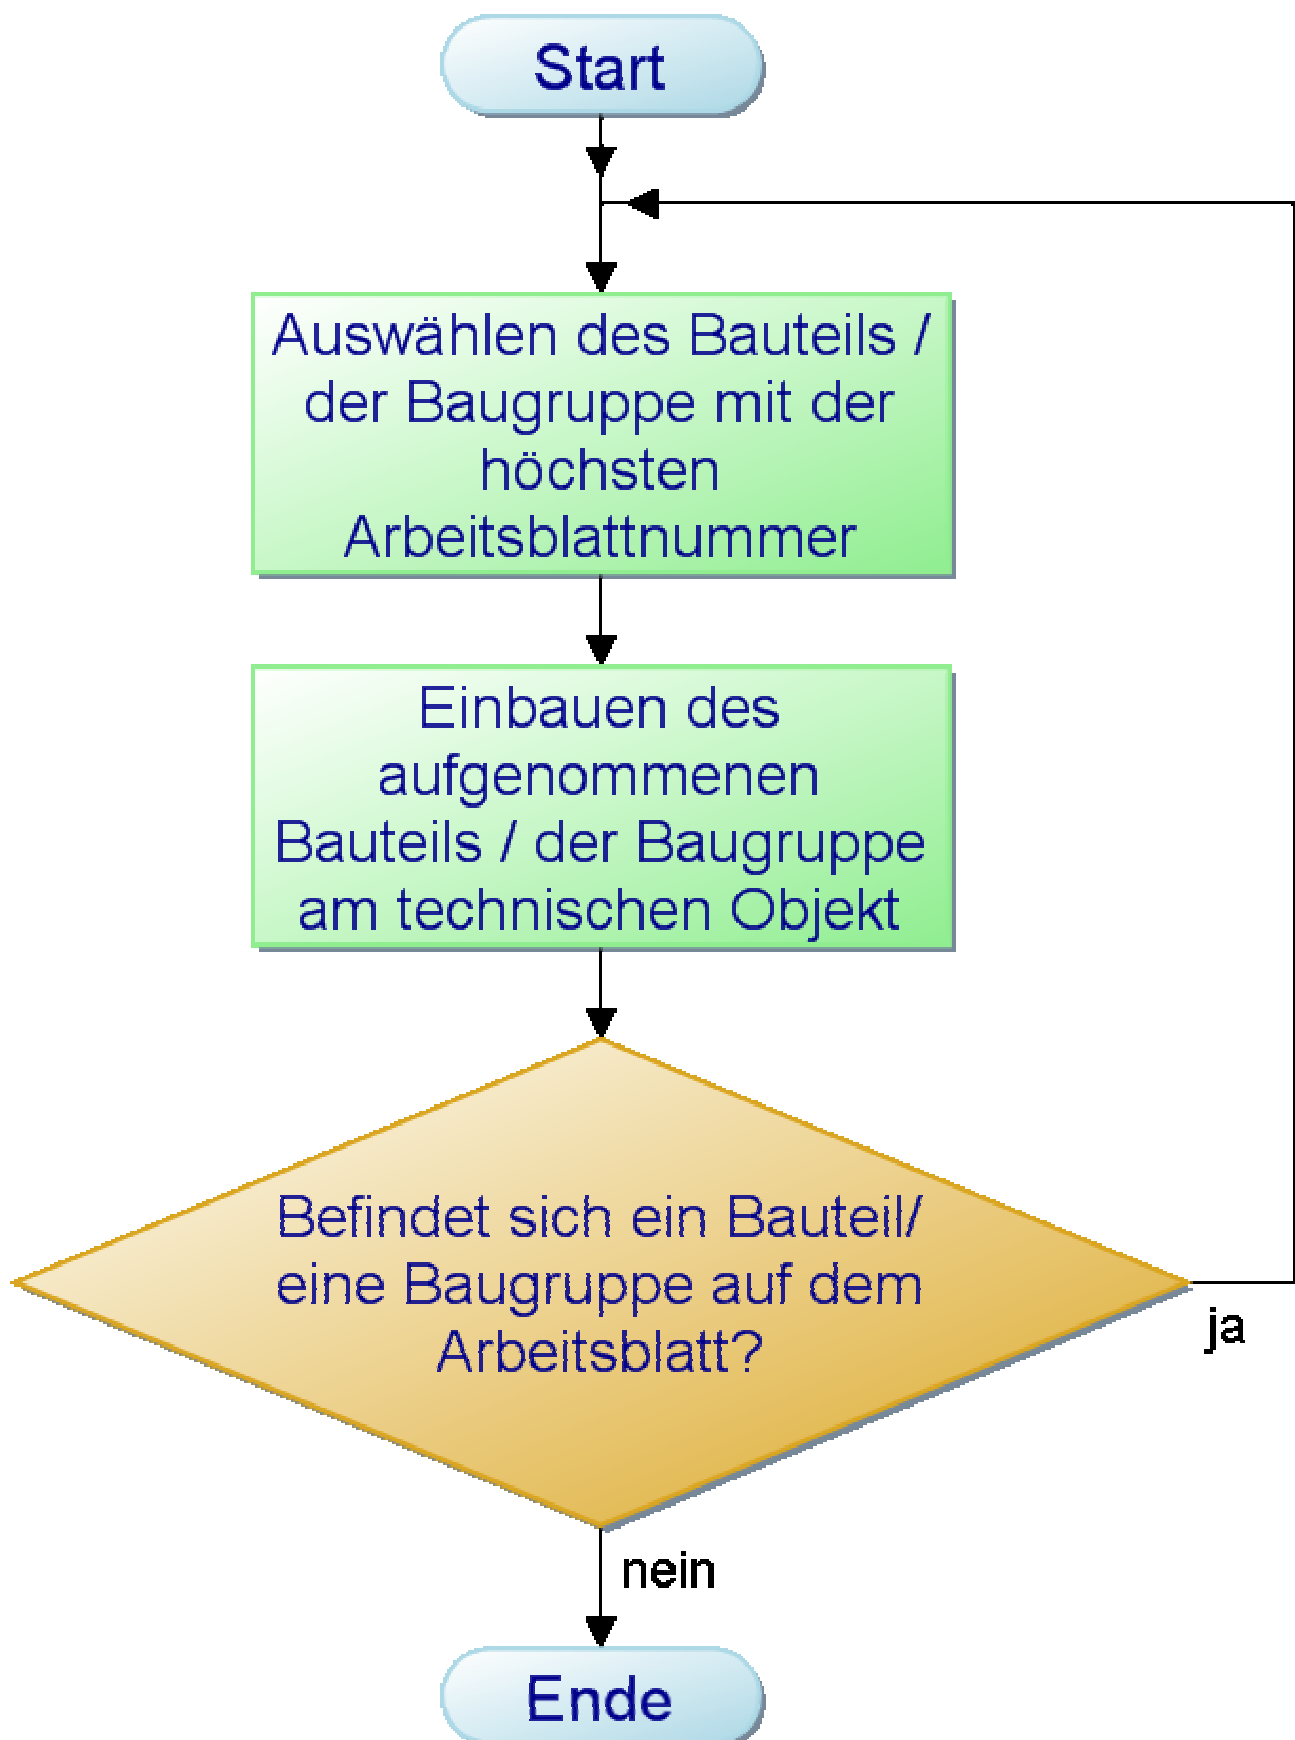 Start
Auswählen des Bauteils /
der Baugruppe mit der
höchsten
Arbeitsblattnummer
Einbauen des
aufgenommenen
Bauteils / der Baugruppe
am technischen Objekt
Befindet sich ein Bauteil/
eine Baugruppe auf dem
Arbeitsblatt?
ja
nein
Ende